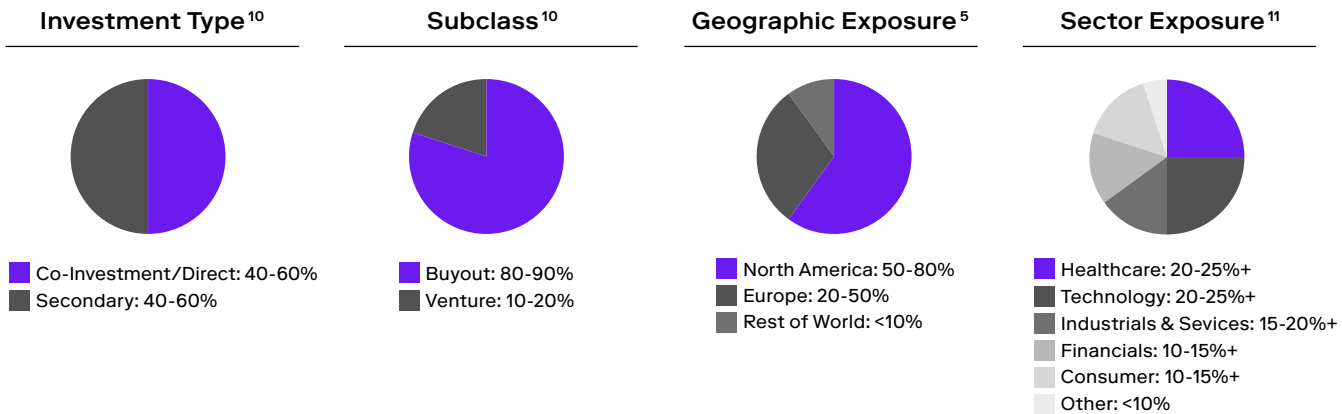 Investment Type10
Co-Investment/Direct: 40-60%
Secondary: 40-60%
Subclass10
Buyout: 80-90%
Venture: 10-20%
Geographic Exposure5
North America: 50-80%
Europe: 20-50%
Rest of World: <10%
Sector Exposure11
Healthcare: 20-25%+
Technology: 20-25%+
Industrials & Sevices: 15-20%+
Financials: 10-15%+
Consumer: 10-15%+
Other: <10%